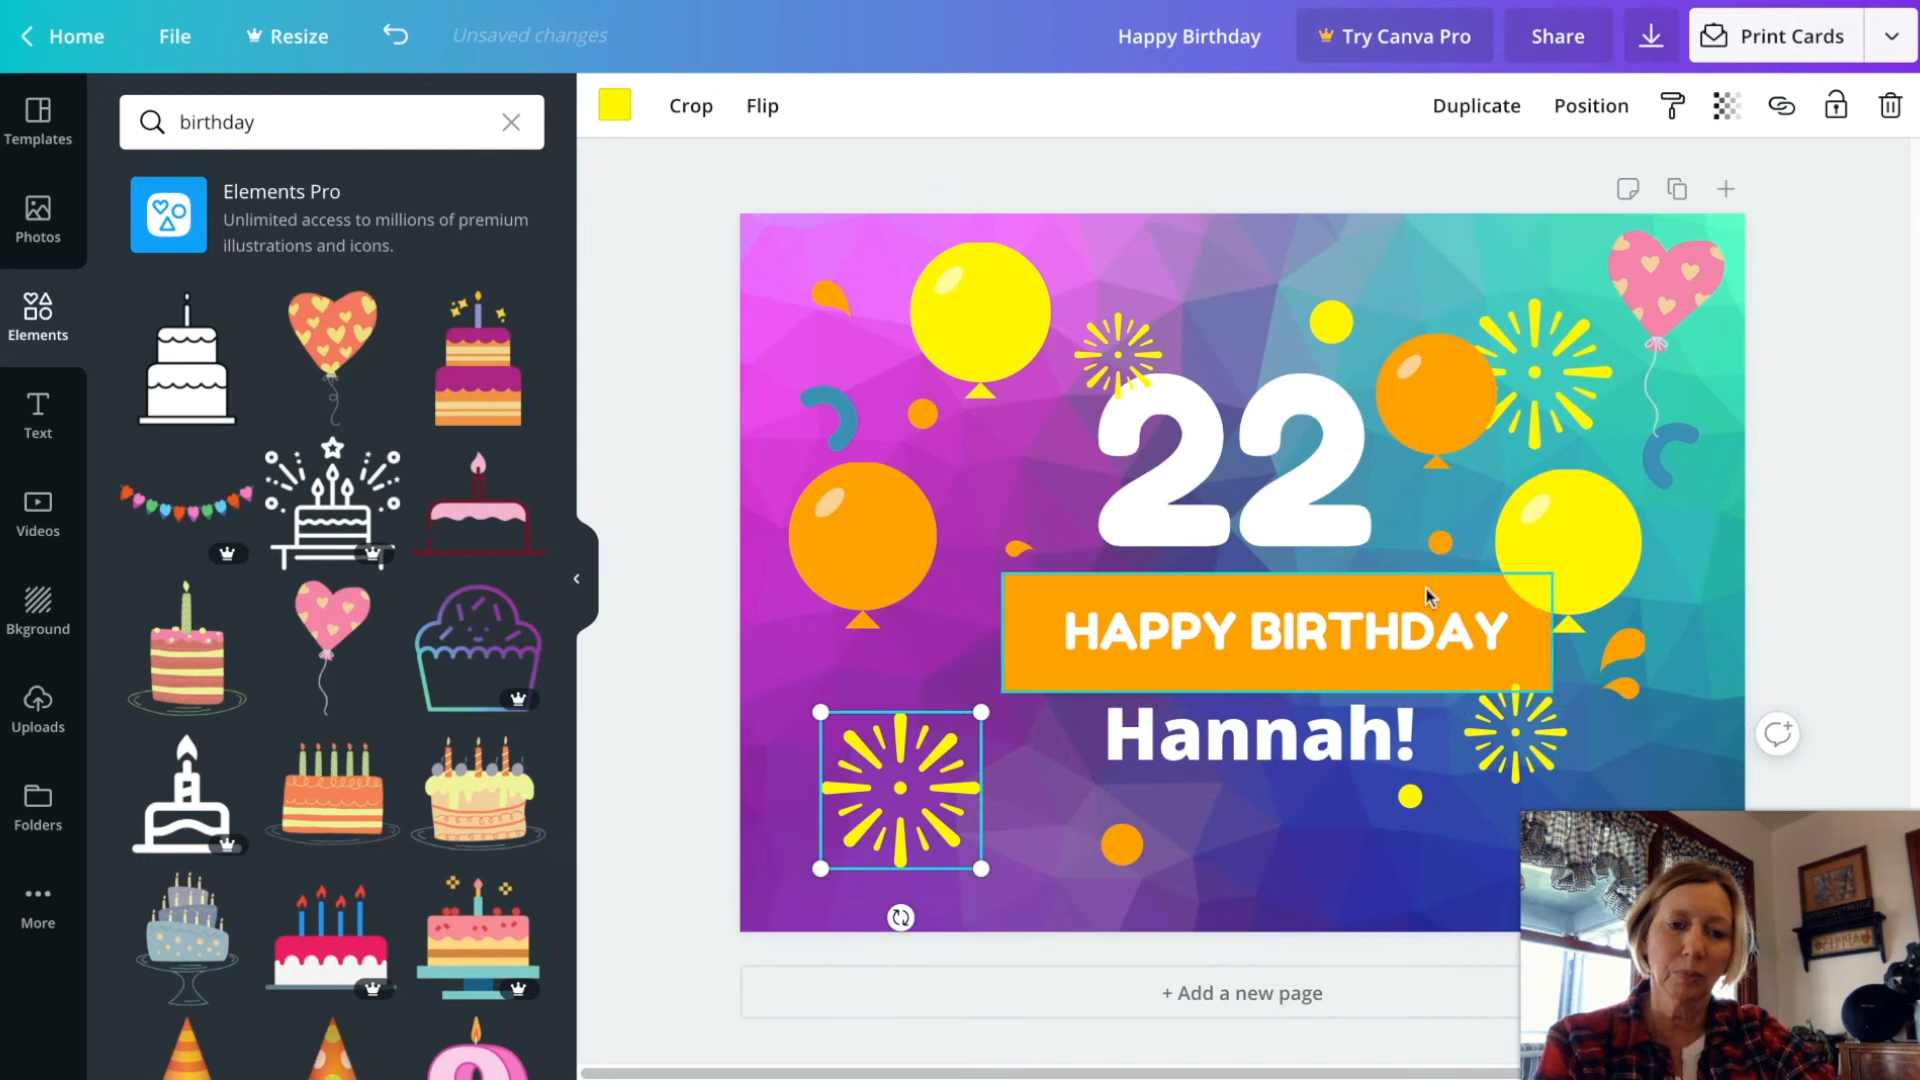 Home
File
Resize
Unsaved changes
Happy Birthday
Try Canva Pro
Share
Print Cards
Templates
Photos
Elements
Text
Videos
Bkground
Uploads
Folders
More
birthday
Elements Pro
Unlimited access to millions of premium
illustrations and icons.
Crop
Flip
Duplicate
Position
22
HAPPY BIRTHDAY
Hannah!
+ Add a new page